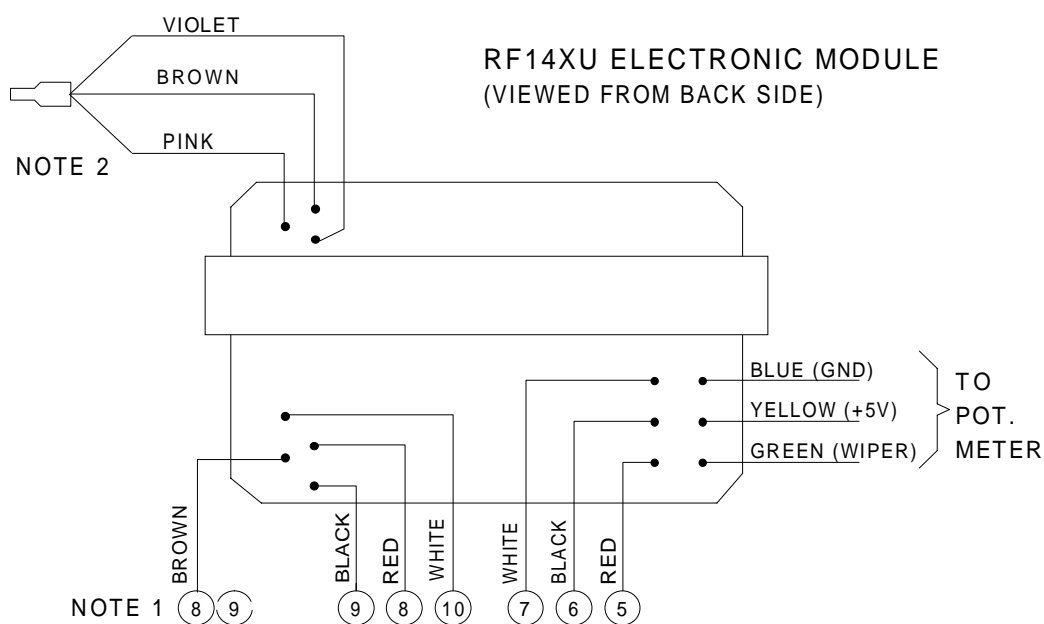 VIOLET
BROWN
PINK
NOTE 2
RF14XU ELECTRONIC MODULE
(VIEWED FROM BACK SIDE)
BLUE (GND)
YELLOW (+5V)
GREEN (WIPER)
TO
POT.
METER
BROWN
BLACK
RED
WHITE
WHITE
BLACK
RED
NOTE 1 8 9 9 8 10 7 6 5